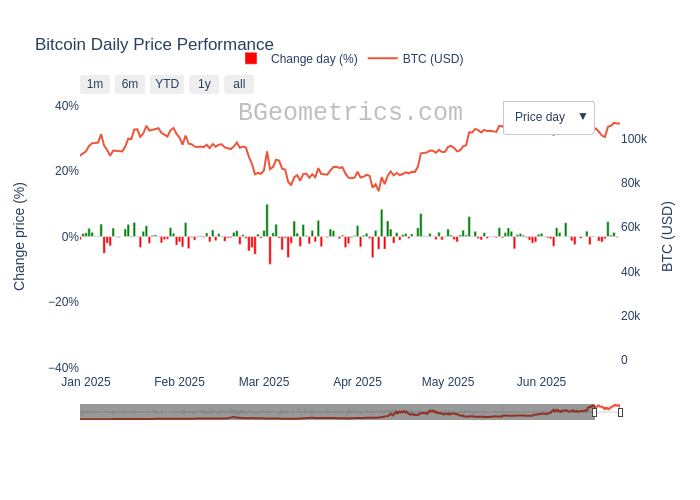 Bitcoin Daily Price Performance
Change day (%) BTC (USD)
1m 6m YTD 1y all
BGeometrics.com
Price day ▼
Change price (%)
40%
20%
0%
−20%
−40%
BTC (USD)
100k
80k
60k
40k
20k
0
Jan 2025 Feb 2025 Mar 2025 Apr 2025 May 2025 Jun 2025